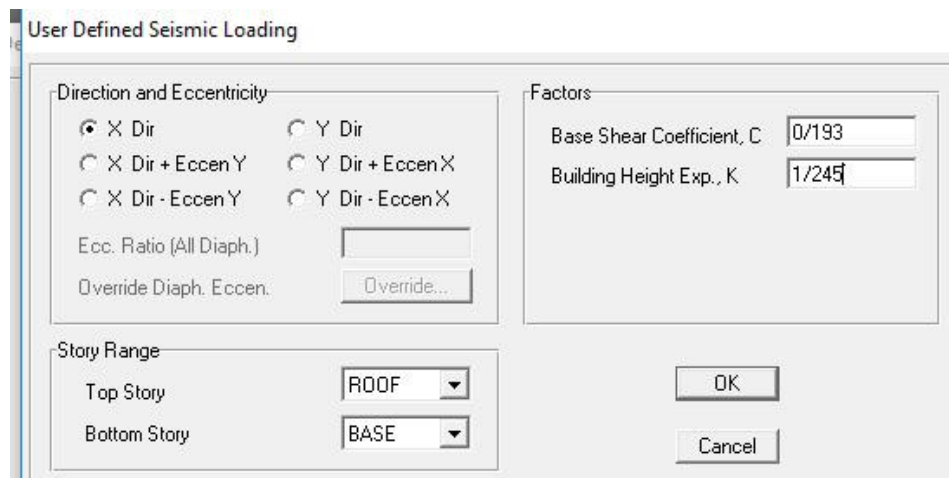 User Defined Seismic Loading
Direction and Eccentricity
X Dir
Y Dir
X Dir + Eccen Y
Y Dir + Eccen X
X Dir - Eccen Y
Y Dir - Eccen X
Ecc. Ratio (All Diaph.)
Override Diaph. Eccen.
Override...
Factors
Base Shear Coefficient, C
0/193
Building Height Exp., K
1/245
Story Range
Top Story
ROOF
Bottom Story
BASE
OK
Cancel